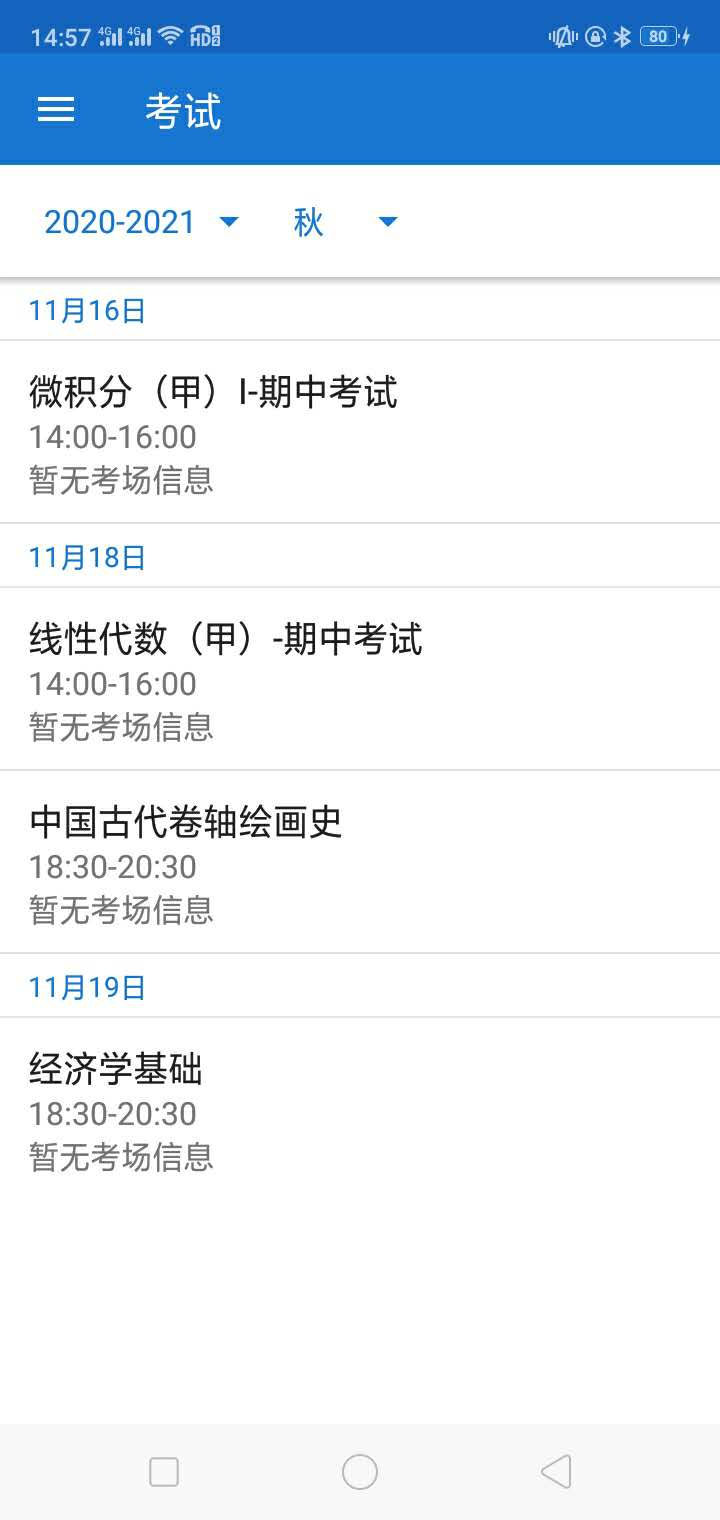 14:57 4G 4G HD 1 2 80
考试
2020-2021 秋
11月16日
微积分（甲）I-期中考试
14:00-16:00
暂无考场信息
11月18日
线性代数（甲）-期中考试
14:00-16:00
暂无考场信息
中国古代卷轴绘画史
18:30-20:30
暂无考场信息
11月19日
经济学基础
18:30-20:30
暂无考场信息